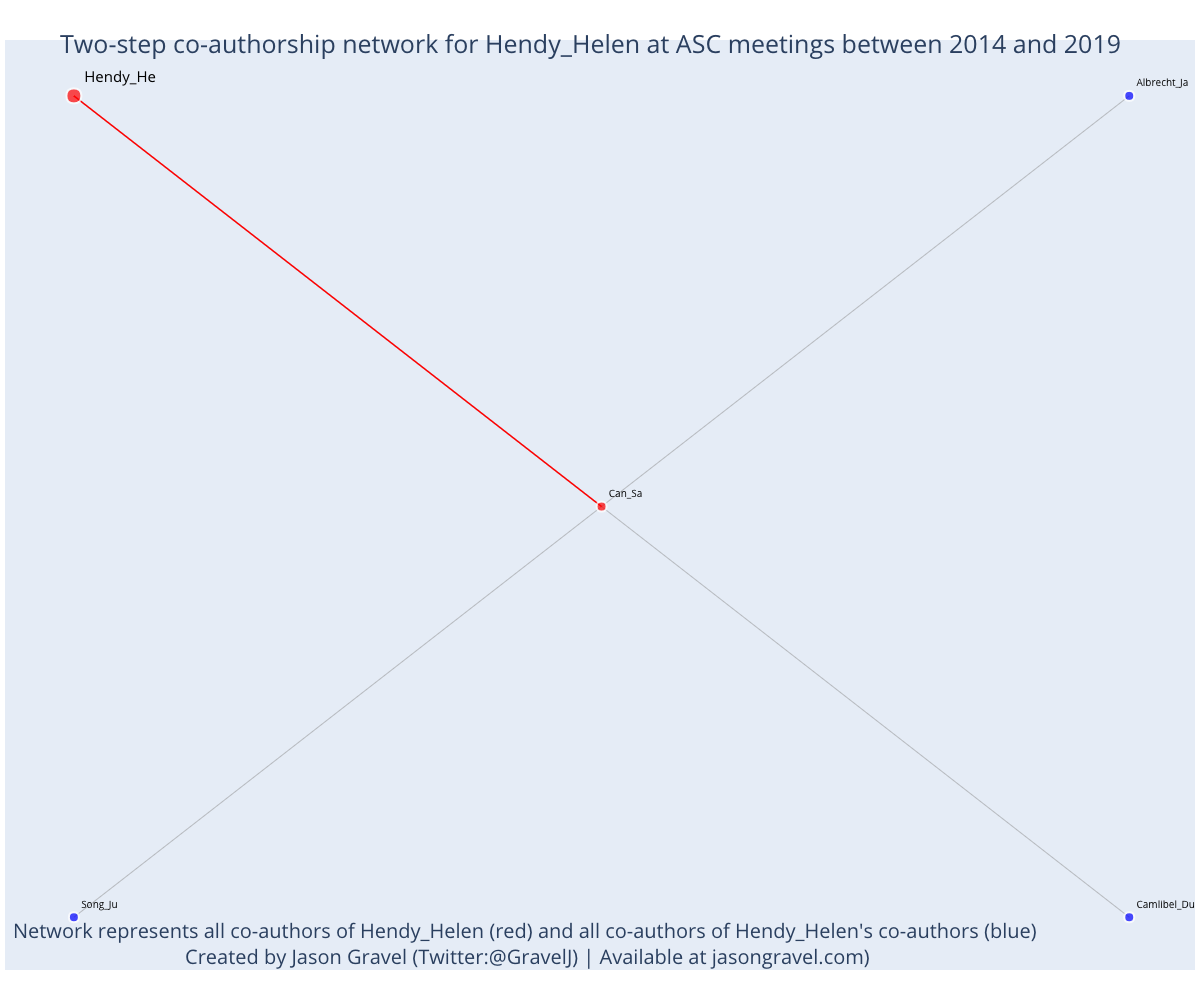 Two-step co-authorship network for Hendy_Helen at ASC meetings between 2014 and 2019
Hendy_He
Albrecht_Ja
Can_Sa
Song_Ju
Camlibel_Du
Network represents all co-authors of Hendy_Helen (red) and all co-authors of Hendy_Helen's co-authors (blue)
Created by Jason Gravel (Twitter:@GravelJ) | Available at jasongravel.com)